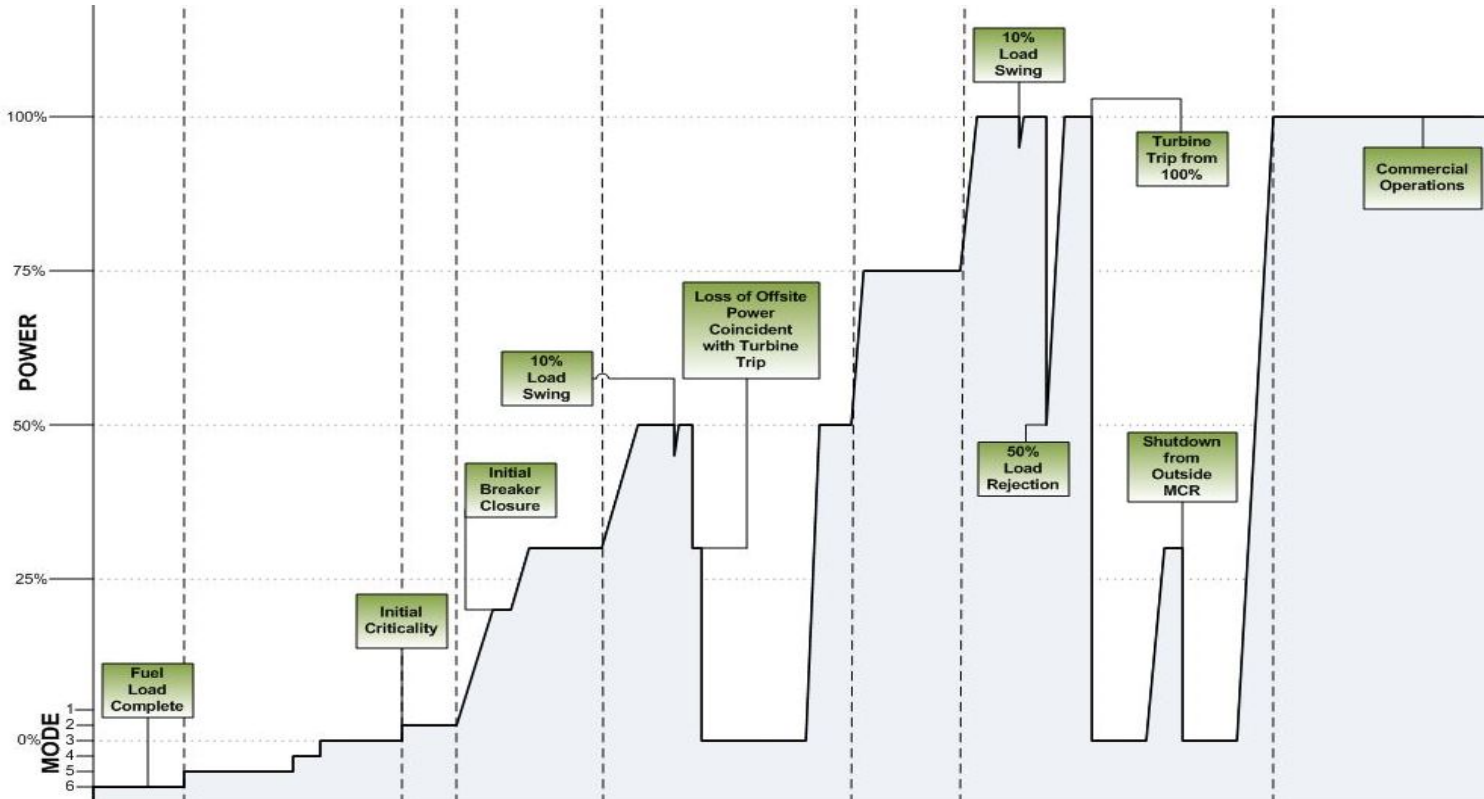 10%
Load
Swing
100%
Turbine
Trip from
100%
Commercial
Operations
75%
Loss of Offsite
Power
Coincident
with Turbine
Trip
POWER
10%
Load
Swing
50%
Shutdown
from
Outside
MCR
50%
Load
Rejection
Initial
Breaker
Closure
25%
Initial
Criticality
Fuel
Load
Complete
MODE
1
2
0%
3
4
5
6